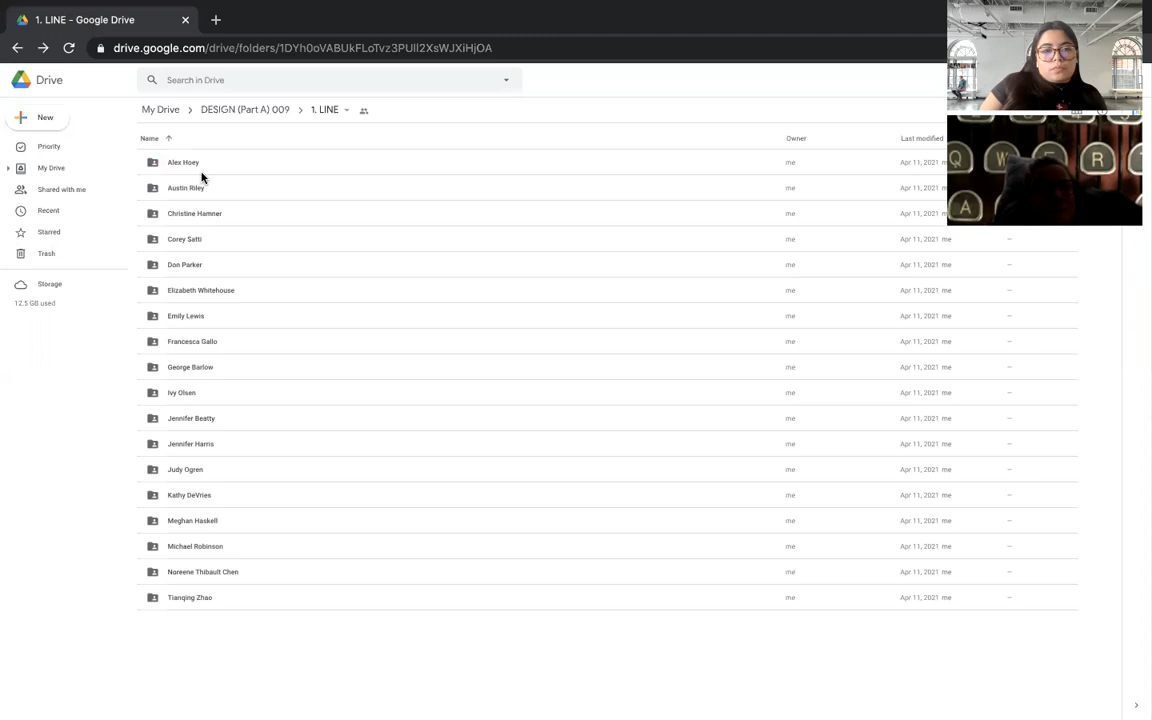 1. LINE - Google Drive
drive.google.com/drive/folders/1DYh0oVABUkFLoTvz3PUlI2XsWJXiHjOA
Drive
Search in Drive
New
Priority
My Drive
Shared with me
Recent
Starred
Trash
Storage
12.5 GB used
My Drive > DESIGN (Part A) 009 > 1. LINE
Name Owner Last modified
Alex Hoey me Apr 11, 2021 m
Austin Riley me Apr 11, 2021 m
Christine Hamner me Apr 11, 2021 m
Corey Satti me Apr 11, 2021 me –
Don Parker me Apr 11, 2021 me –
Elizabeth Whitehouse me Apr 11, 2021 me –
Emily Lewis me Apr 11, 2021 me –
Francesca Gallo me Apr 11, 2021 me –
George Barlow me Apr 11, 2021 me –
Ivy Olsen me Apr 11, 2021 me –
Jennifer Beatty me Apr 11, 2021 me –
Jennifer Harris me Apr 11, 2021 me –
Judy Ogren me Apr 11, 2021 me –
Kathy DeVries me Apr 11, 2021 me –
Meghan Haskell me Apr 11, 2021 me –
Michael Robinson me Apr 11, 2021 me –
Noreene Thibault Chen me Apr 11, 2021 me –
Tianqing Zhao me Apr 11, 2021 me –
Q W E R
A